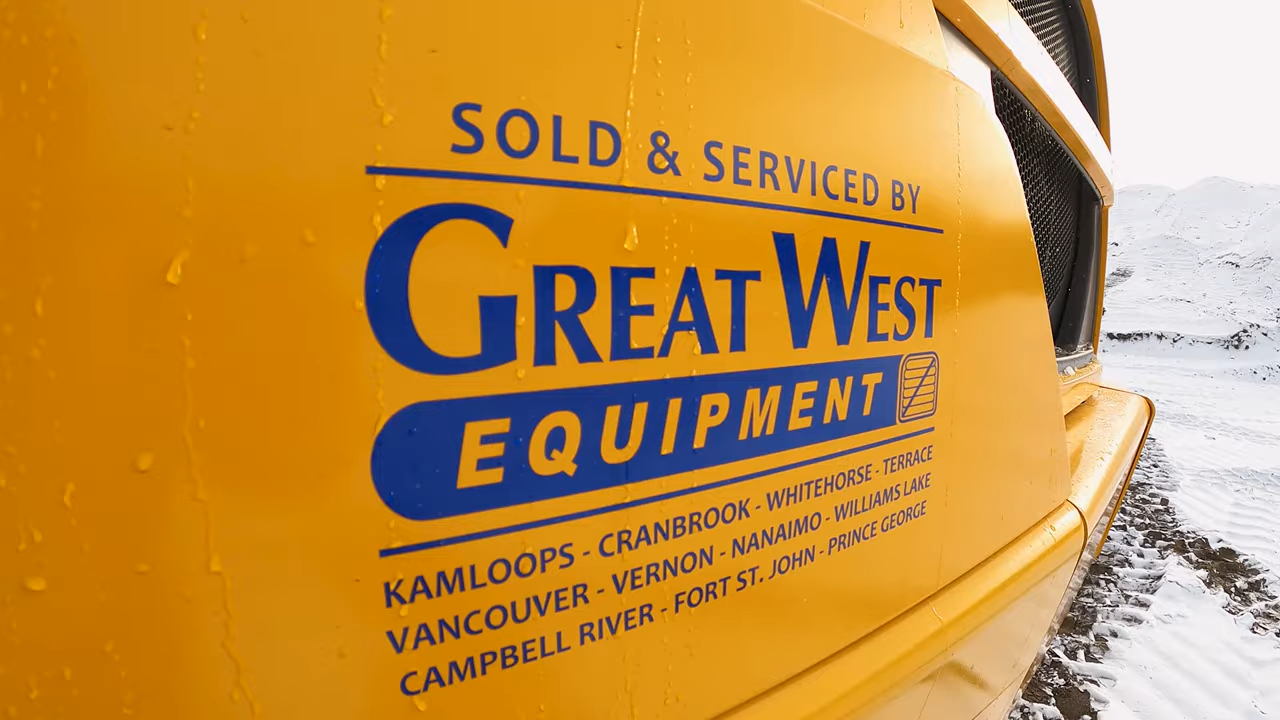 SOLD & SERVICED BY
GREAT WEST
EQUIPMENT
KAMLOOPS - CRANBROOK - WHITEHORSE - TERRACE
VANCOUVER - VERNON - NANAIMO - WILLIAMS LAKE
CAMPBELL RIVER - FORT ST. JOHN - PRINCE GEORGE